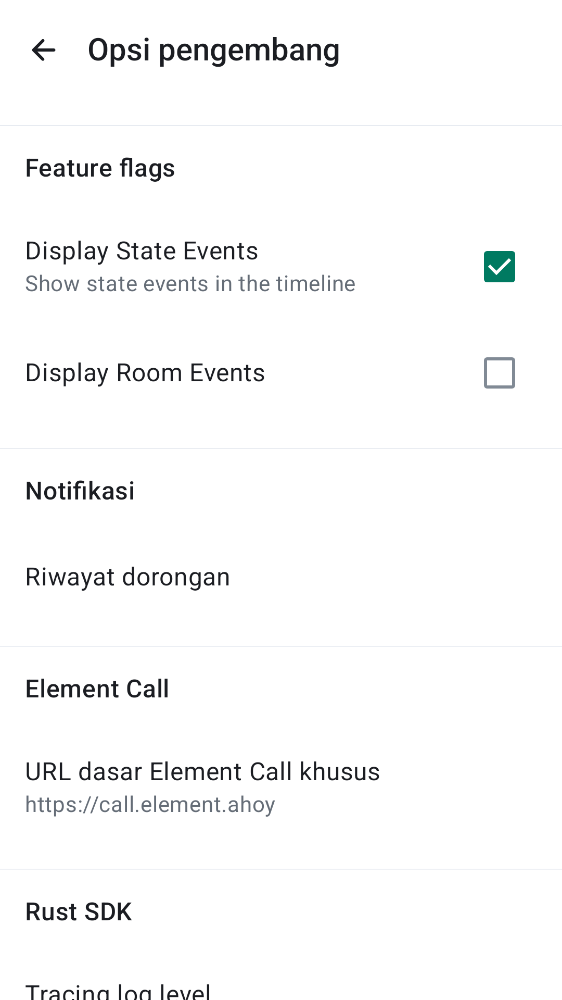 Opsi pengembang
Feature flags
Display State Events
Show state events in the timeline
Display Room Events
Notifikasi
Riwayat dorongan
Element Call
URL dasar Element Call khusus
https://call.element.ahoy
Rust SDK
Tracing log level